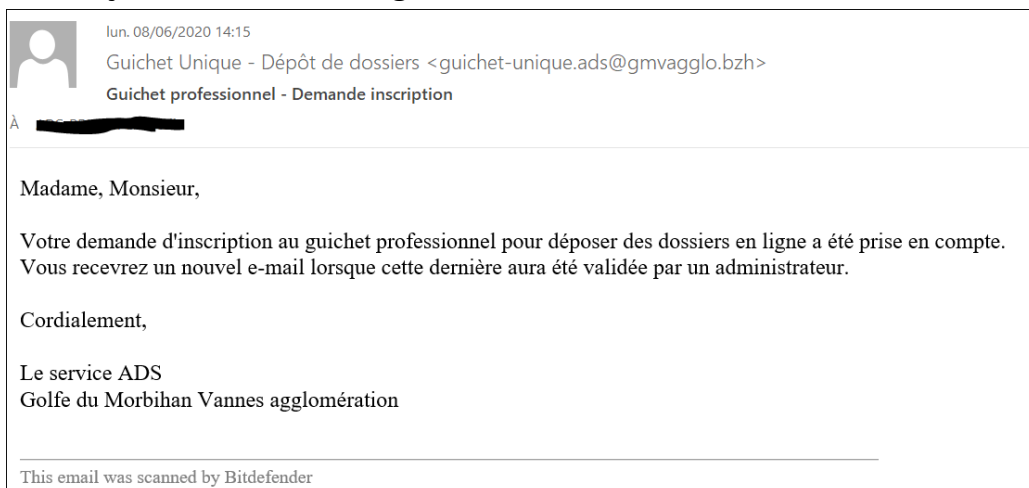 lun. 08/06/2020 14:15
Guichet Unique - Dépôt de dossiers <guichet-unique.ads@gmvagglo.bzh>
Guichet professionnel - Demande inscription
À
Madame, Monsieur,
Votre demande d'inscription au guichet professionnel pour déposer des dossiers en ligne a été prise en compte.
Vous recevrez un nouvel e-mail lorsque cette dernière aura été validée par un administrateur.
Cordialement,
Le service ADS
Golfe du Morbihan Vannes agglomération
This email was scanned by Bitdefender